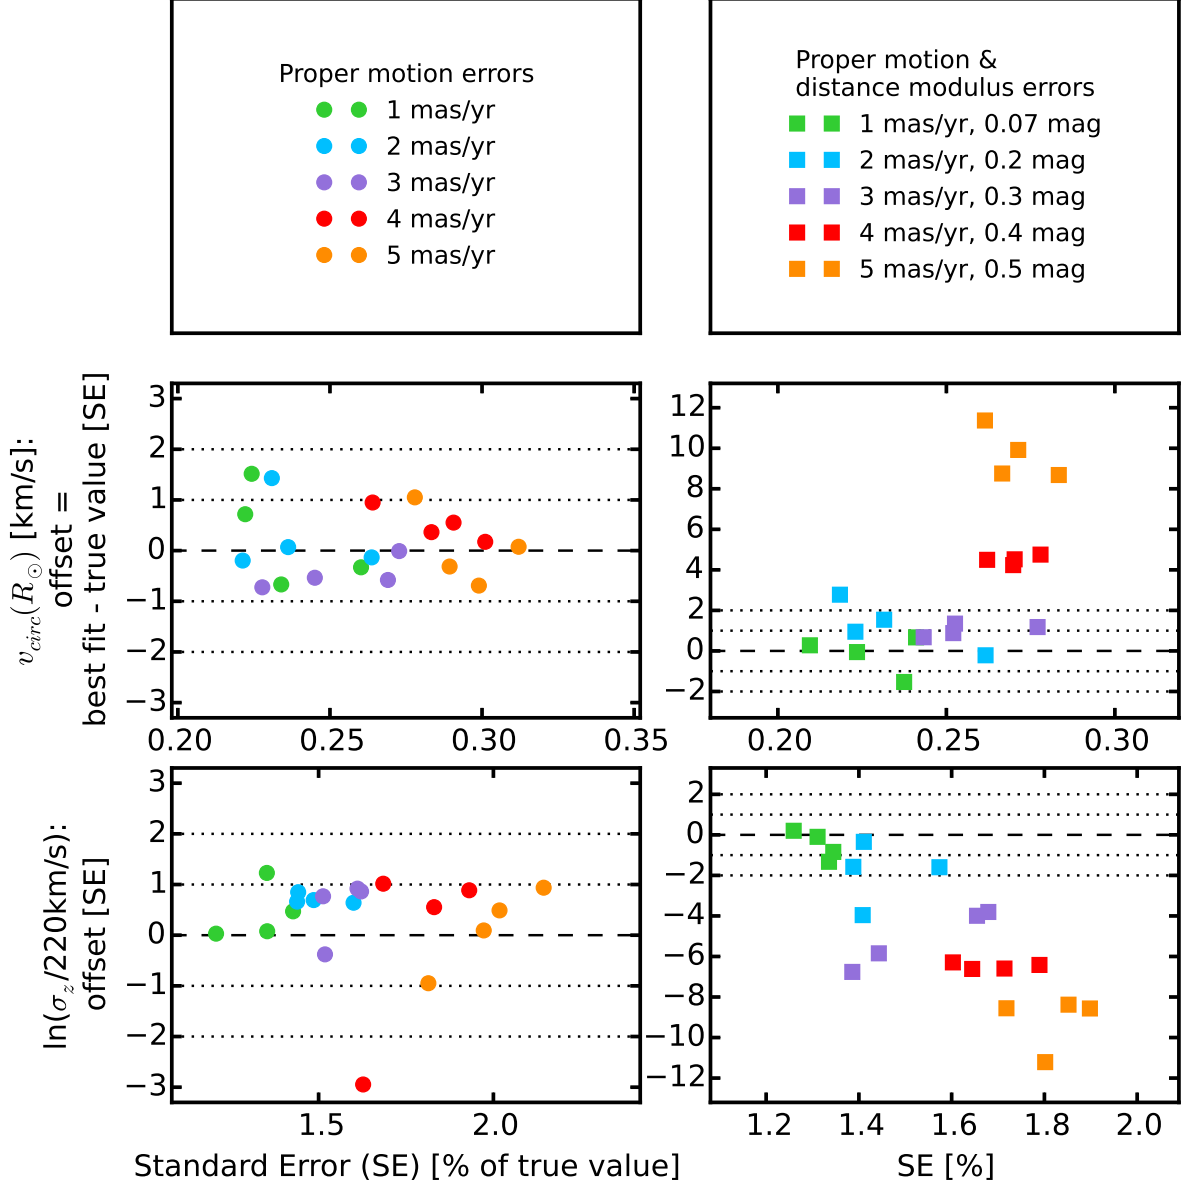 Proper motion errors
1 mas/yr
2 mas/yr
3 mas/yr
4 mas/yr
5 mas/yr
Proper motion &
distance modulus errors
1 mas/yr, 0.07 mag
2 mas/yr, 0.2 mag
3 mas/yr, 0.3 mag
4 mas/yr, 0.4 mag
5 mas/yr, 0.5 mag
v_circ(R_⊙) [km/s]:
offset =
best fit - true value [SE]
3
2
1
0
−1
−2
−3
0.20 0.25 0.30 0.35
12
10
8
6
4
2
0
−2
0.20 0.25 0.30
ln(σ_z/220km/s):
offset [SE]
3
2
1
0
−1
−2
−3
1.5 2.0
Standard Error (SE) [% of true value]
2
0
−2
−4
−6
−8
−10
−12
1.2 1.4 1.6 1.8 2.0
SE [%]